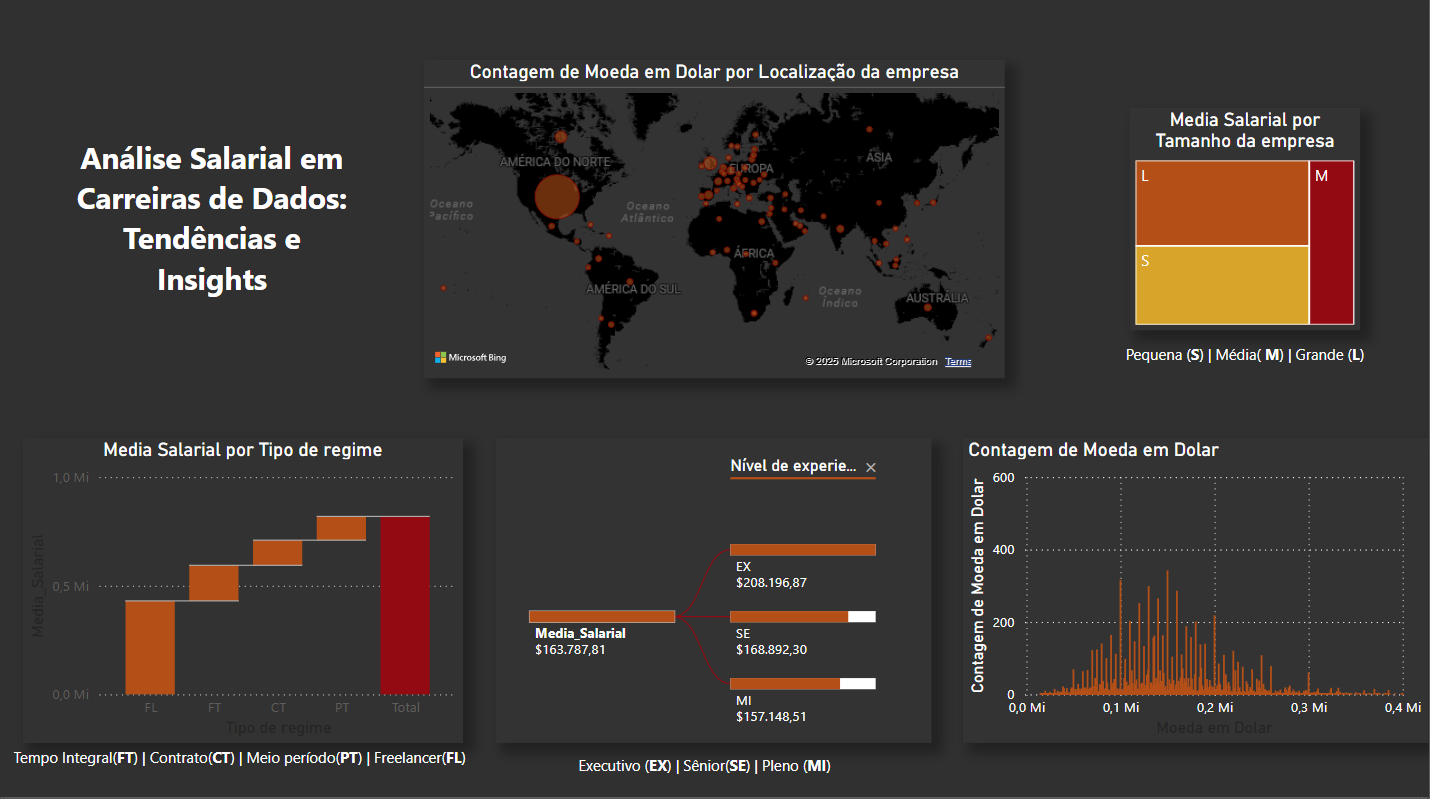 Análise Salarial em
Carreiras de Dados:
Tendências e
Insights
Contagem de Moeda em Dolar por Localização da empresa
AMÉRICA DO NORTE
EUROPA
ÁSIA
Oceano
Pacífico
Oceano
Atlântico
ÁFRICA
AMÉRICA DO SUL
Oceano
Índico
AUSTRÁLIA
Microsoft Bing
© 2025 Microsoft Corporation Terms
Media Salarial por
Tamanho da empresa
L
M
S
Pequena (S) | Média( M) | Grande (L)
Media Salarial por Tipo de regime
Media_Salarial
1,0 Mi
0,5 Mi
0,0 Mi
FL FT CT PT Total
Tipo de regime
Tempo Integral(FT) | Contrato(CT) | Meio período(PT) | Freelancer(FL)
Nível de experie... ×
Media_Salarial
$163.787,81
EX
$208.196,87
SE
$168.892,30
MI
$157.148,51
Executivo (EX) | Sênior(SE) | Pleno (MI)
Contagem de Moeda em Dolar
Contagem de Moeda em Dolar
600
400
200
0
0,0 Mi 0,1 Mi 0,2 Mi 0,3 Mi 0,4 Mi
Moeda em Dolar